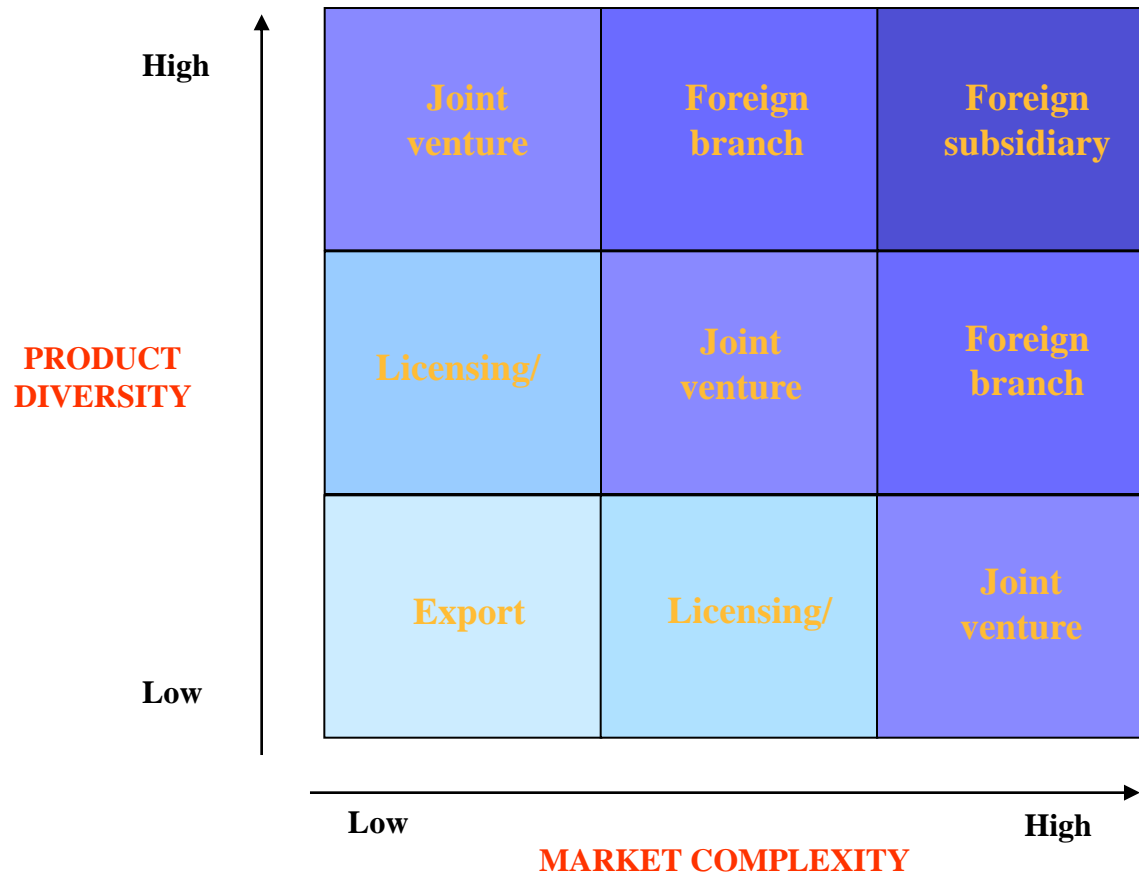 High
Joint
venture
Foreign
branch
Foreign
subsidiary
PRODUCT
DIVERSITY
Licensing/
Joint
venture
Foreign
branch
Export
Licensing/
Joint
venture
Low
Low
High
MARKET COMPLEXITY